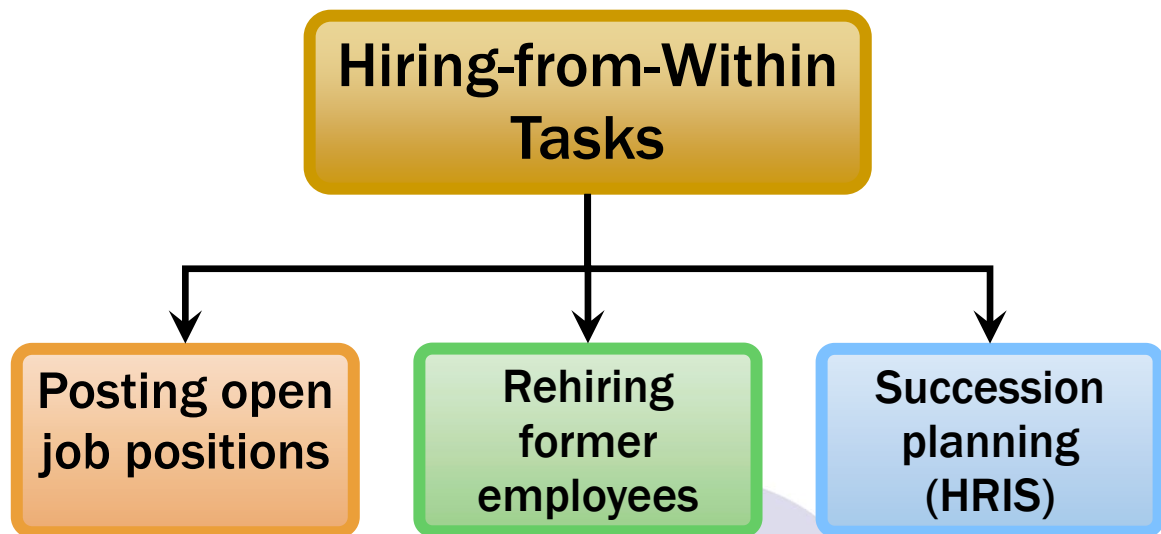 Hiring-from-Within
Tasks
Posting open
job positions
Rehiring
former
employees
Succession
planning
(HRIS)